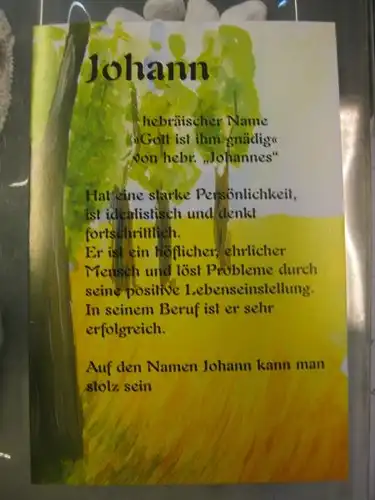 Johann
hebräischer Name
»Gott ist ihm gnädig«
von hebr. „Johannes“
Hat eine starke Persönlichkeit,
ist idealistisch und denkt
fortschrittlich.
Er ist ein höflicher, ehrlicher
Mensch und löst Probleme durch
seine positive Lebenseinstellung.
In seinem Beruf ist er sehr
erfolgreich.
Auf den Namen Johann kann man
stolz sein